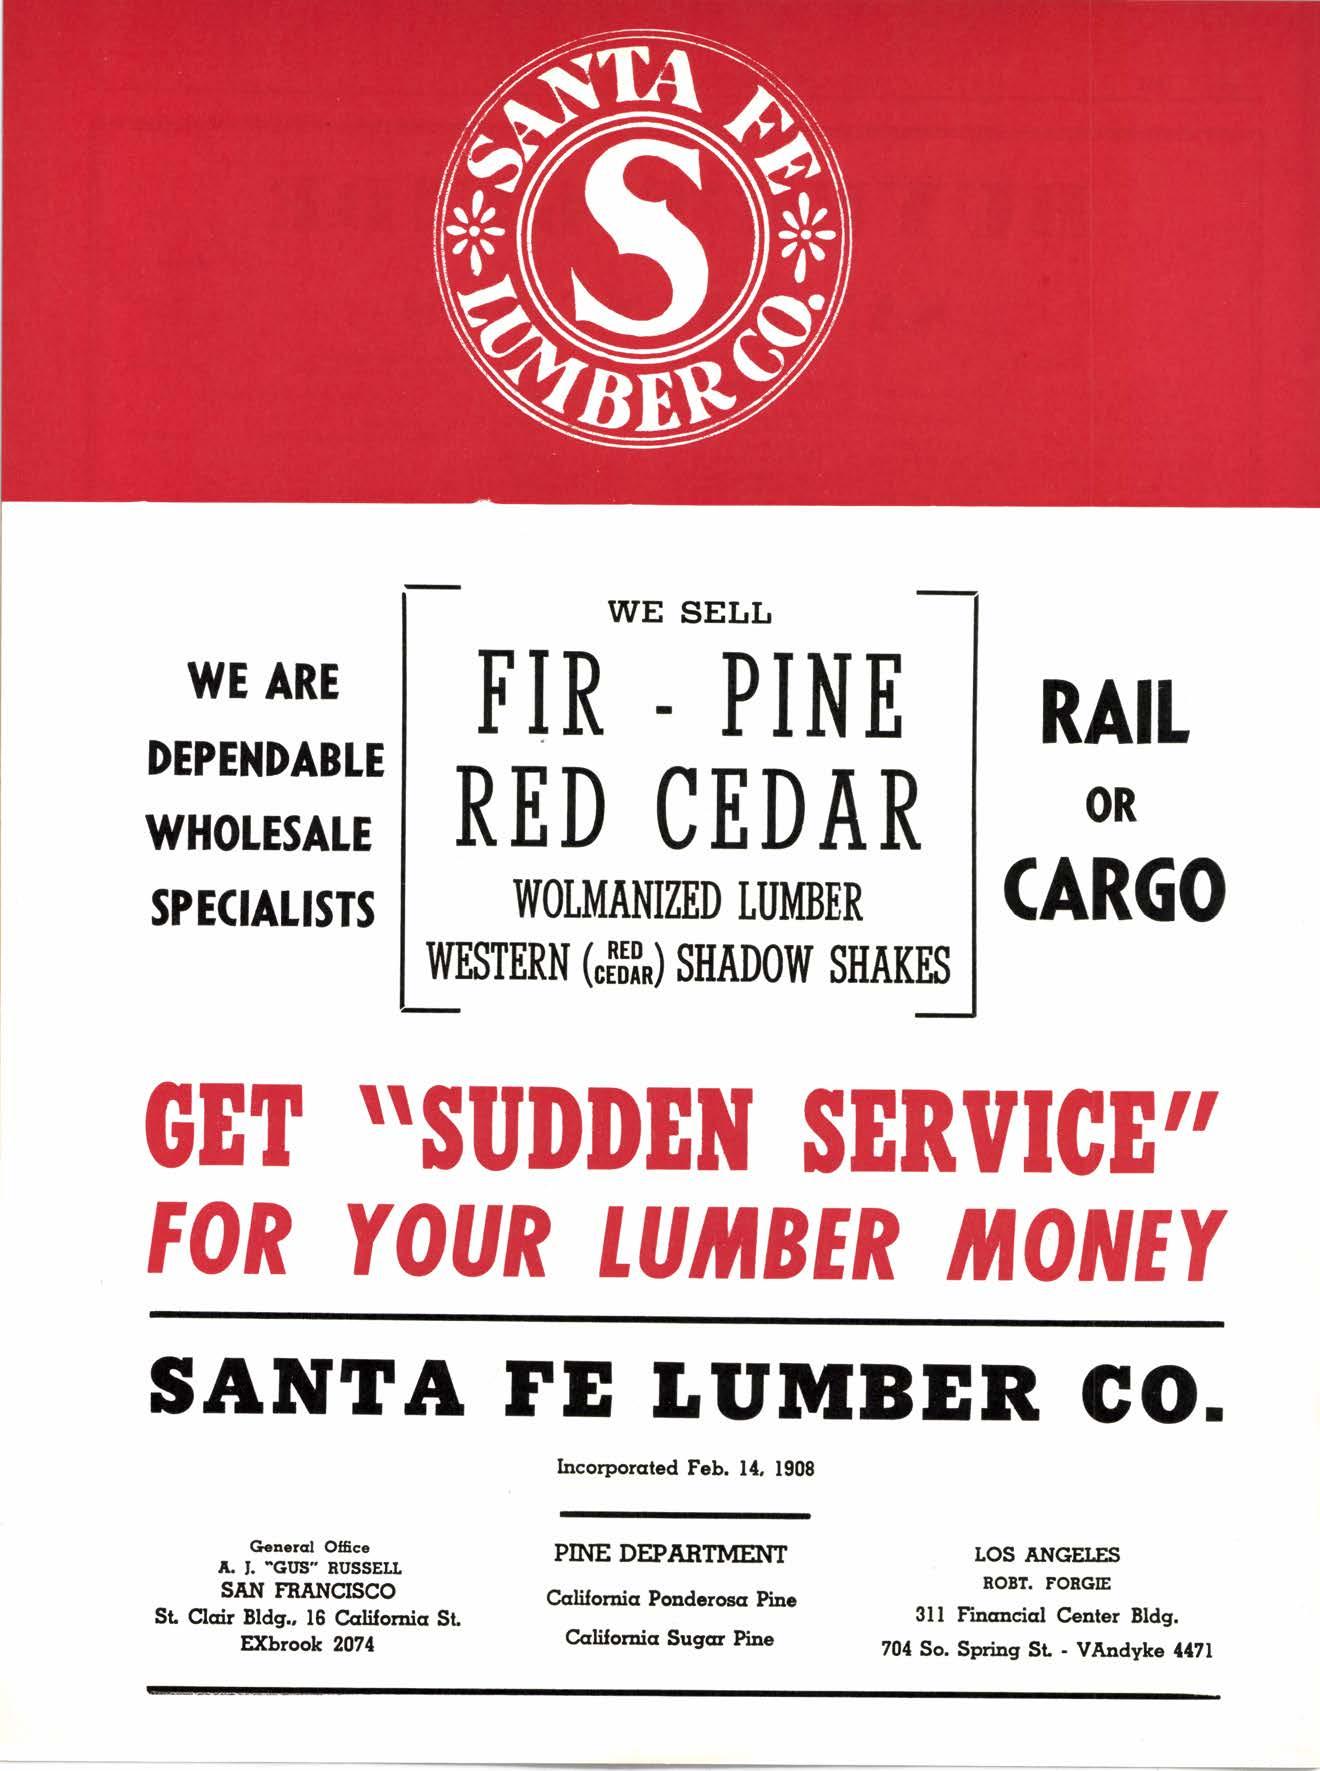 SANTA FE
S
LUMBER CO.
WE ARE
DEPENDABLE
WHOLESALE
SPECIALISTS
WE SELL
FIR - PINE
RED CEDAR
WOLMANIZED LUMBER
WESTERN (RED CEDAR) SHADOW SHAKES
RAIL
OR
CARGO
GET "SUDDEN SERVICE"
FOR YOUR LUMBER MONEY
SANTA FE LUMBER CO.
Incorporated Feb. 14, 1908
General Office
A. J. "GUS" RUSSELL
SAN FRANCISCO
St. Clair Bldg., 16 California St.
EXbrook 2074
PINE DEPARTMENT
California Ponderosa Pine
California Sugar Pine
LOS ANGELES
ROBT. FORGIE
311 Financial Center Bldg.
704 So. Spring St. - VAndyke 4471